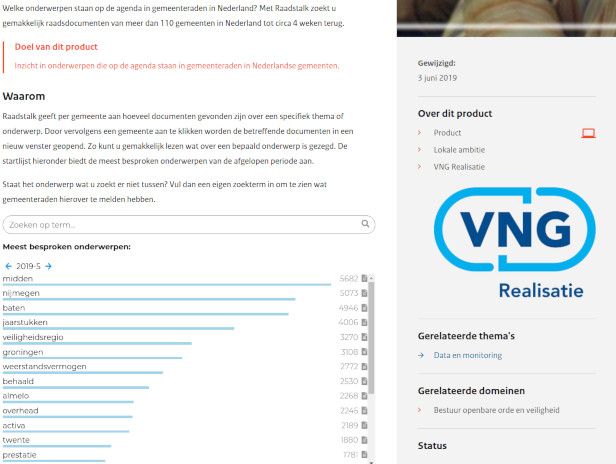 Welke onderwerpen staan op de agenda in gemeenteraden in Nederland? Met Raadstalk zoekt u
gemakkelijk raadsdocumenten van meer dan 110 gemeenten in Nederland tot circa 4 weken terug.
Doel van dit product
Inzicht in onderwerpen die op de agenda staan in gemeenteraden in Nederlandse gemeenten.
Waarom
Raadstalk geeft per gemeente aan hoeveel documenten gevonden zijn over een specifiek thema of
onderwerp. Door vervolgens een gemeente aan te klikken worden de betreffende documenten in een
nieuw venster geopend. Zo kunt u gemakkelijk lezen wat over een bepaald onderwerp is gezegd. De
startlijst hieronder biedt de meest besproken onderwerpen van de afgelopen periode aan.
Staat het onderwerp wat u zoekt er niet tussen? Vul dan een eigen zoekterm in om te zien wat
gemeenteraden hierover te melden hebben.
Zoeken op term...
Meest besproken onderwerpen:
← 2019-5 →
midden 5682
nijmegen 5073
baten 4946
jaarstukken 4006
veiligheidsregio 3270
groningen 3108
weerstandsvermogen 2772
behaald 2530
almelo 2268
overhead 2245
activa 2189
twente 1880
prestatie 1781
Gewijzigd:
3 juni 2019
Over dit product
Product
Lokale ambitie
VNG Realisatie
VNG
Realisatie
Gerelateerde thema's
Data en monitoring
Gerelateerde domeinen
Bestuur openbare orde en veiligheid
Status